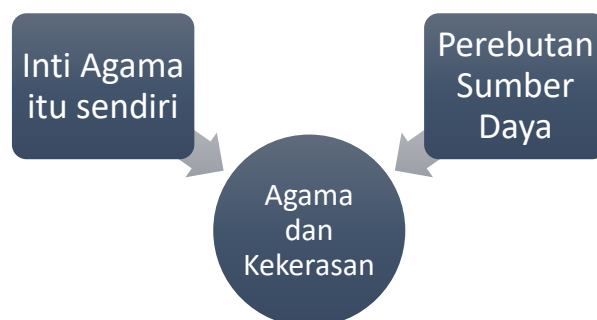 Inti Agama
itu sendiri
Perebutan
Sumber
Daya
Agama
dan
Kekerasan